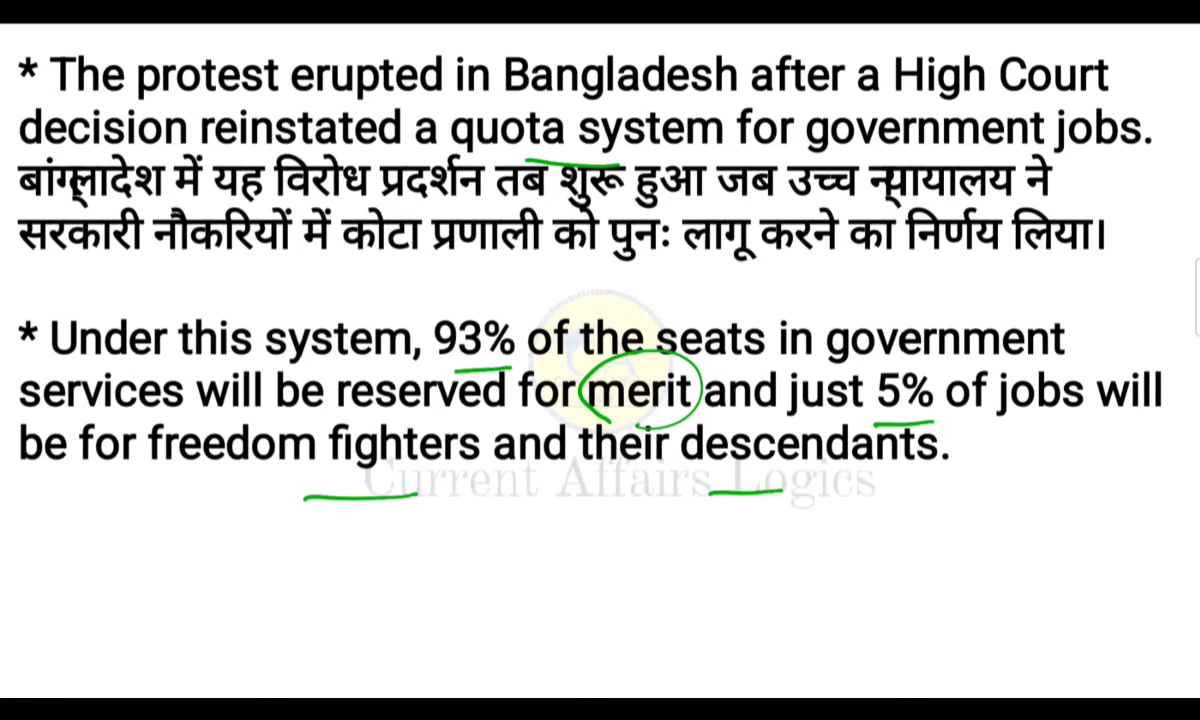 * The protest erupted in Bangladesh after a High Court
decision reinstated a quota system for government jobs.
बांग्लादेश में यह विरोध प्रदर्शन तब शुरू हुआ जब उच्च न्यायालय ने
सरकारी नौकरियों में कोटा प्रणाली को पुनः लागू करने का निर्णय लिया।
* Under this system, 93% of the seats in government
services will be reserved for merit and just 5% of jobs will
be for freedom fighters and their descendants.
Current Affairs Logics